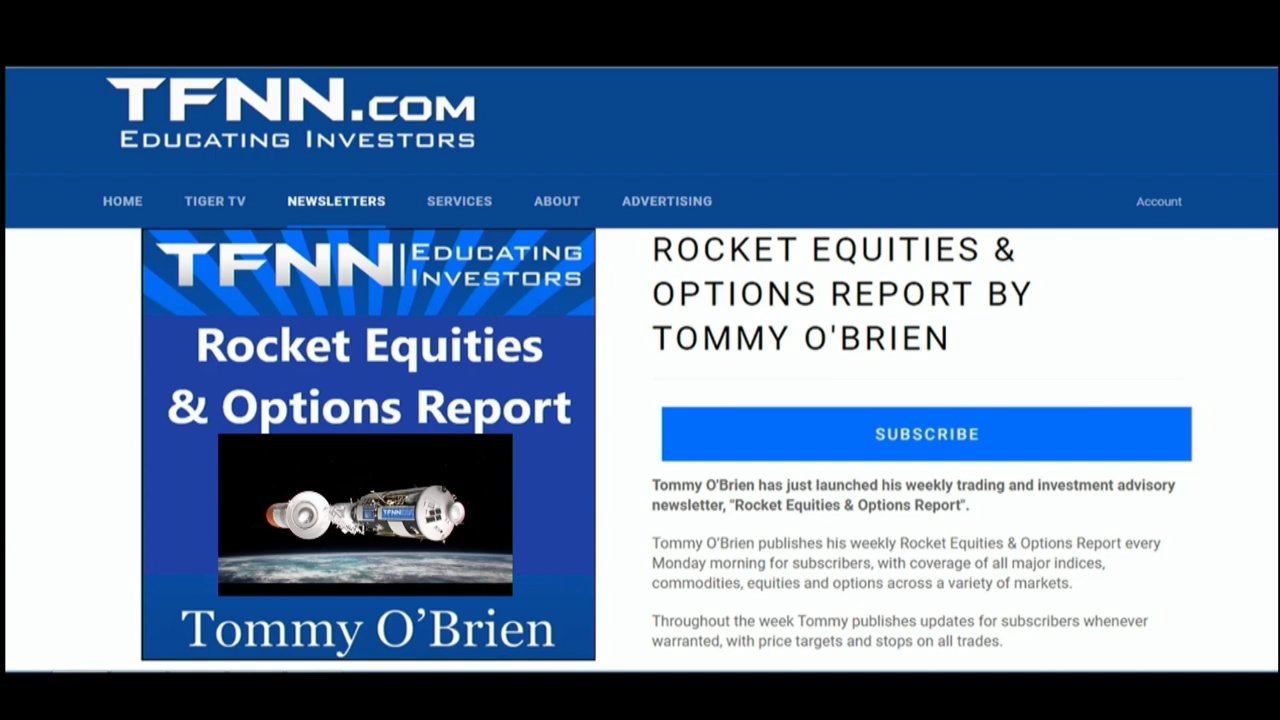 TFNN.COM
EDUCATING INVESTORS
HOME TIGER TV NEWSLETTERS SERVICES ABOUT ADVERTISING Account
TFNN EDUCATING
INVESTORS
Rocket Equities
& Options Report
TFNN
Tommy O'Brien
ROCKET EQUITIES &
OPTIONS REPORT BY
TOMMY O'BRIEN
SUBSCRIBE
Tommy O'Brien has just launched his weekly trading and investment advisory
newsletter, "Rocket Equities & Options Report".
Tommy O'Brien publishes his weekly Rocket Equities & Options Report every
Monday morning for subscribers, with coverage of all major indices,
commodities, equities and options across a variety of markets.
Throughout the week Tommy publishes updates for subscribers whenever
warranted, with price targets and stops on all trades.